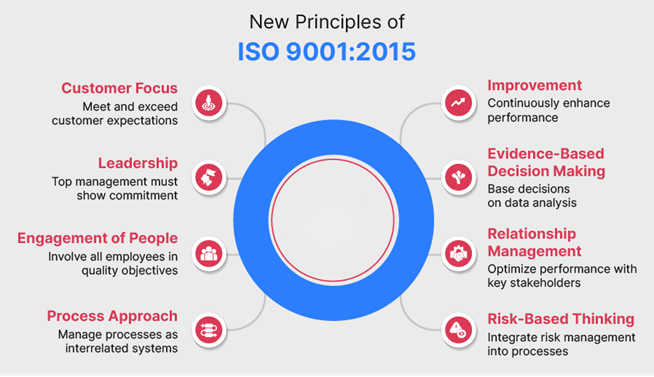 New Principles of
ISO 9001:2015
Customer Focus
Meet and exceed
customer expectations
Leadership
Top management must
show commitment
Engagement of People
Involve all employees in
quality objectives
Process Approach
Manage processes as
interrelated systems
Improvement
Continuously enhance
performance
Evidence-Based
Decision Making
Base decisions
on data analysis
Relationship
Management
Optimize performance with
key stakeholders
Risk-Based Thinking
Integrate risk management
into processes